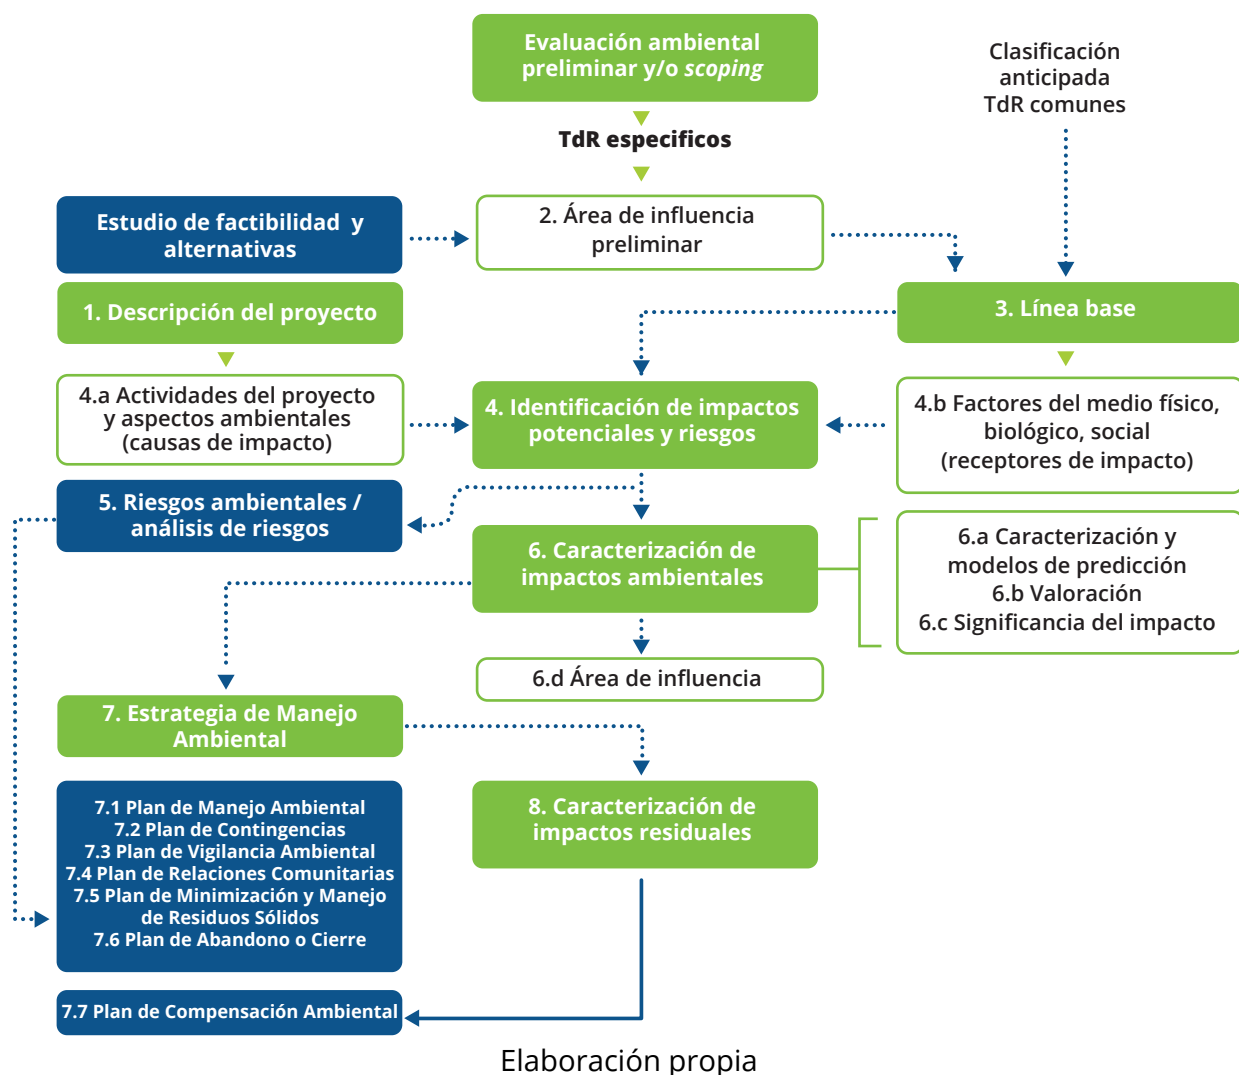 Evaluación ambiental
preliminar y/o scoping
Clasificación
anticipada
TdR comunes
TdR especificos
Estudio de factibilidad y
alternativas
2. Área de influencia
preliminar
1. Descripción del proyecto
3. Línea base
4.a Actividades del proyecto
y aspectos ambientales
(causas de impacto)
4. Identificación de impactos
potenciales y riesgos
4.b Factores del medio físico,
biológico, social
(receptores de impacto)
5. Riesgos ambientales /
análisis de riesgos
6. Caracterización de
impactos ambientales
6.a Caracterización y
modelos de predicción
6.b Valoración
6.c Significancia del impacto
6.d Área de influencia
7. Estrategia de Manejo
Ambiental
7.1 Plan de Manejo Ambiental
7.2 Plan de Contingencias
7.3 Plan de Vigilancia Ambiental
7.4 Plan de Relaciones Comunitarias
7.5 Plan de Minimización y Manejo
de Residuos Sólidos
7.6 Plan de Abandono o Cierre
8. Caracterización de
impactos residuales
7.7 Plan de Compensación Ambiental
Elaboración propia